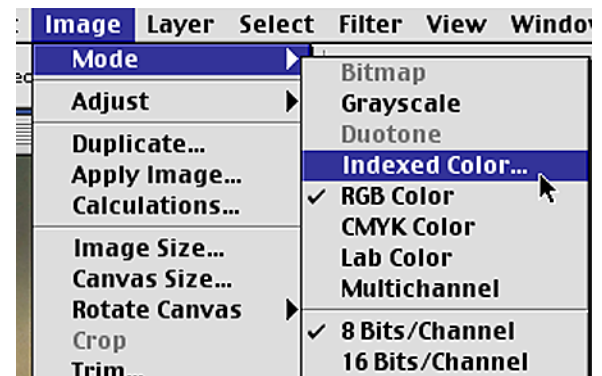 Image Layer Select Filter View
Mode
Adjust
Duplicate...
Apply Image...
Calculations...
Image Size...
Canvas Size...
Rotate Canvas
Crop
Trim...
Bitmap
Grayscale
Duotone
Indexed Color...
RGB Color
CMYK Color
Lab Color
Multichannel
8 Bits/Channel
16 Bits/Channel